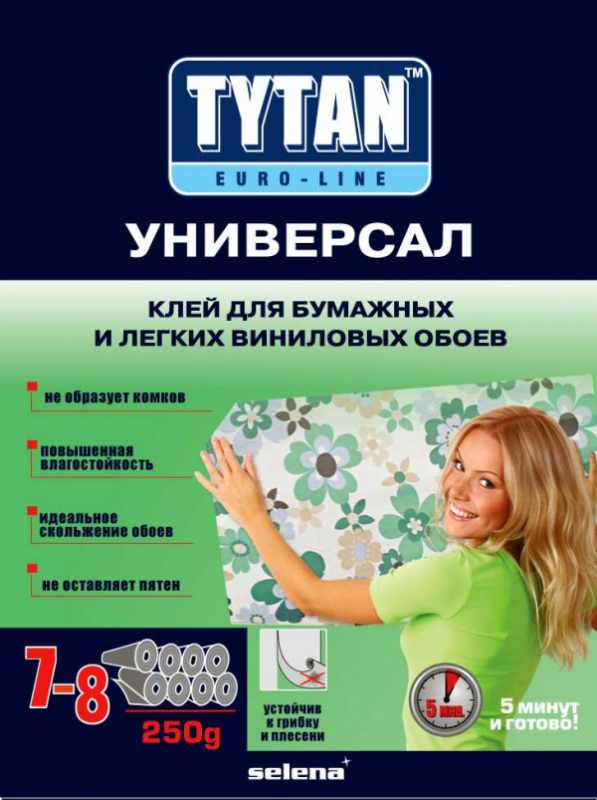 TYTAN™
EURO-LINE
УНИВЕРСАЛ
КЛЕЙ ДЛЯ БУМАЖНЫХ
И ЛЕГКИХ ВИНИЛОВЫХ ОБОЕВ
не образует комков
повышенная
влагостойкость
идеальное
скольжение обоев
не оставляет пятен
7-8
250g
устойчив
к грибку
и плесени
5 МИН.
5 минут
и готово!
selena